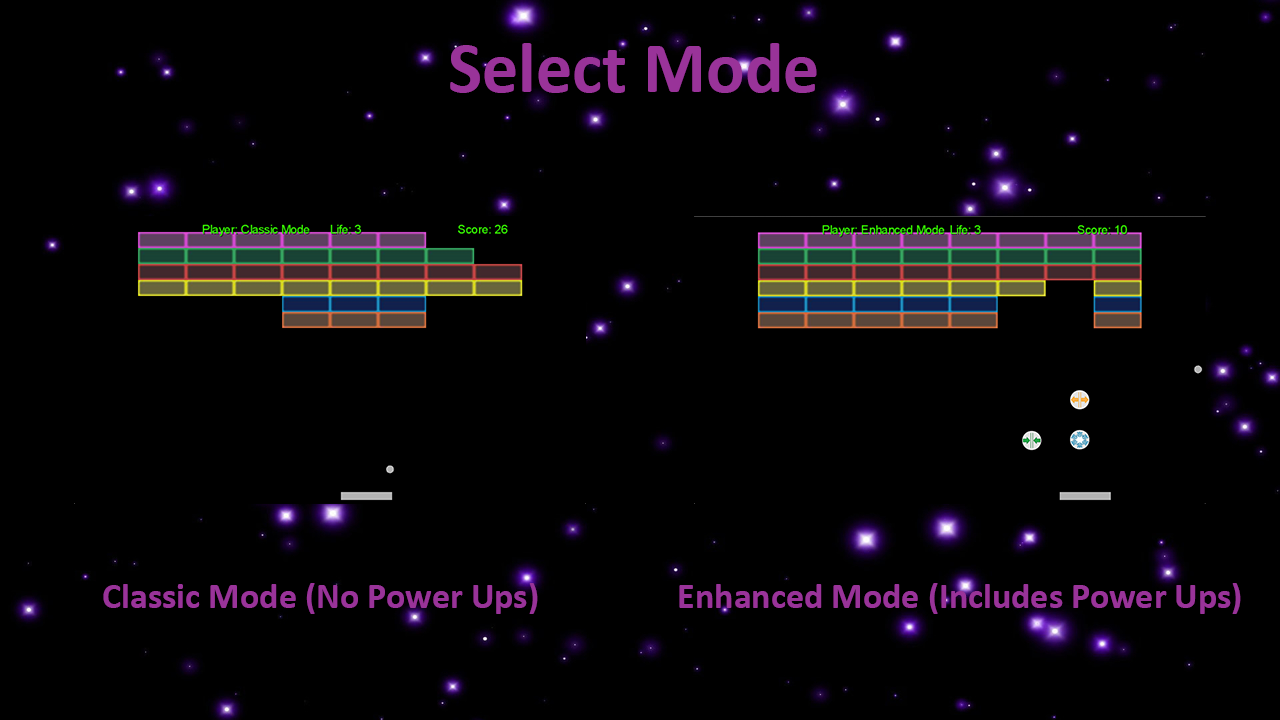 Select Mode
Player: Classic Mode Life: 3 Score: 26
Player: Enhanced Mode Life: 3 Score: 10
Classic Mode (No Power Ups)
Enhanced Mode (Includes Power Ups)